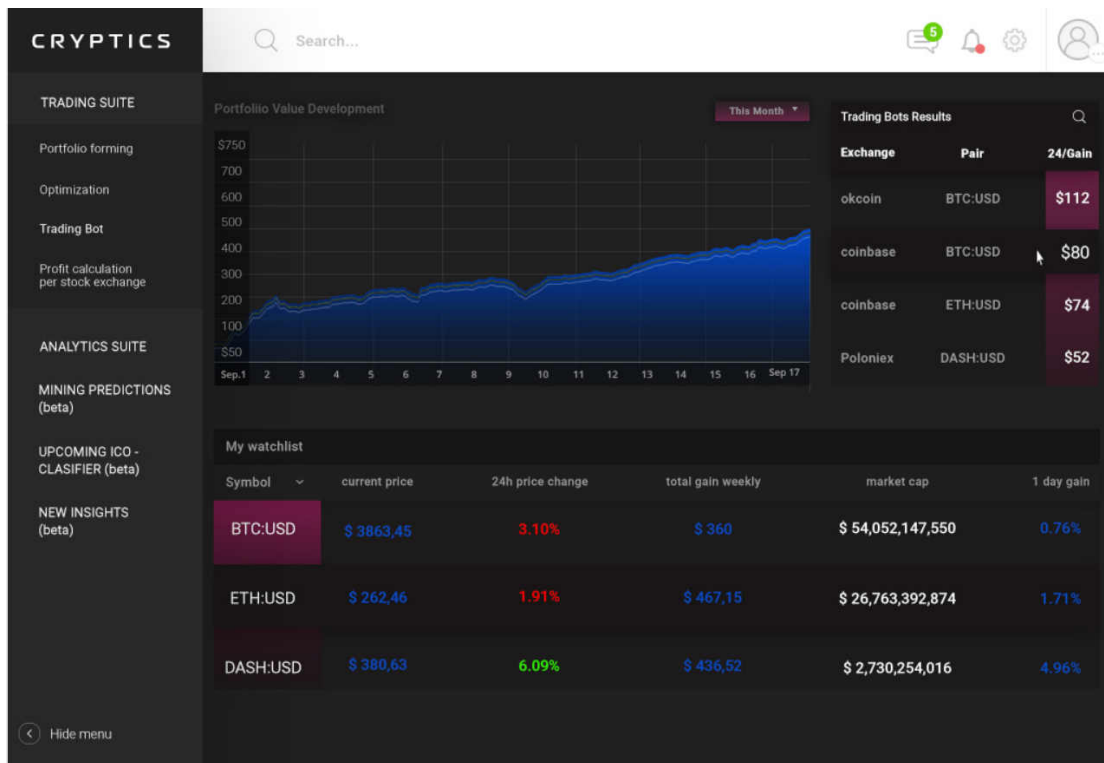 CRYPTICS
Search...
5
TRADING SUITE
Portfolio forming
Optimization
Trading Bot
Profit calculation
per stock exchange
ANALYTICS SUITE
MINING PREDICTIONS
(beta)
UPCOMING ICO -
CLASIFIER (beta)
NEW INSIGHTS
(beta)
Hide menu
Portfoliio Value Development
This Month
$750
700
600
500
400
300
200
100
$50
Sep.1 2 3 4 5 6 7 8 9 10 11 12 13 14 15 16 Sep 17
Trading Bots Results
Exchange Pair 24/Gain
okcoin BTC:USD $112
coinbase BTC:USD $80
coinbase ETH:USD $74
Poloniex DASH:USD $52
My watchlist
Symbol current price 24h price change total gain weekly market cap 1 day gain
BTC:USD $ 3863,45 3.10% $ 360 $ 54,052,147,550 0.76%
ETH:USD $ 262,46 1.91% $ 467,15 $ 26,763,392,874 1.71%
DASH:USD $ 380,63 6.09% $ 436,52 $ 2,730,254,016 4.96%